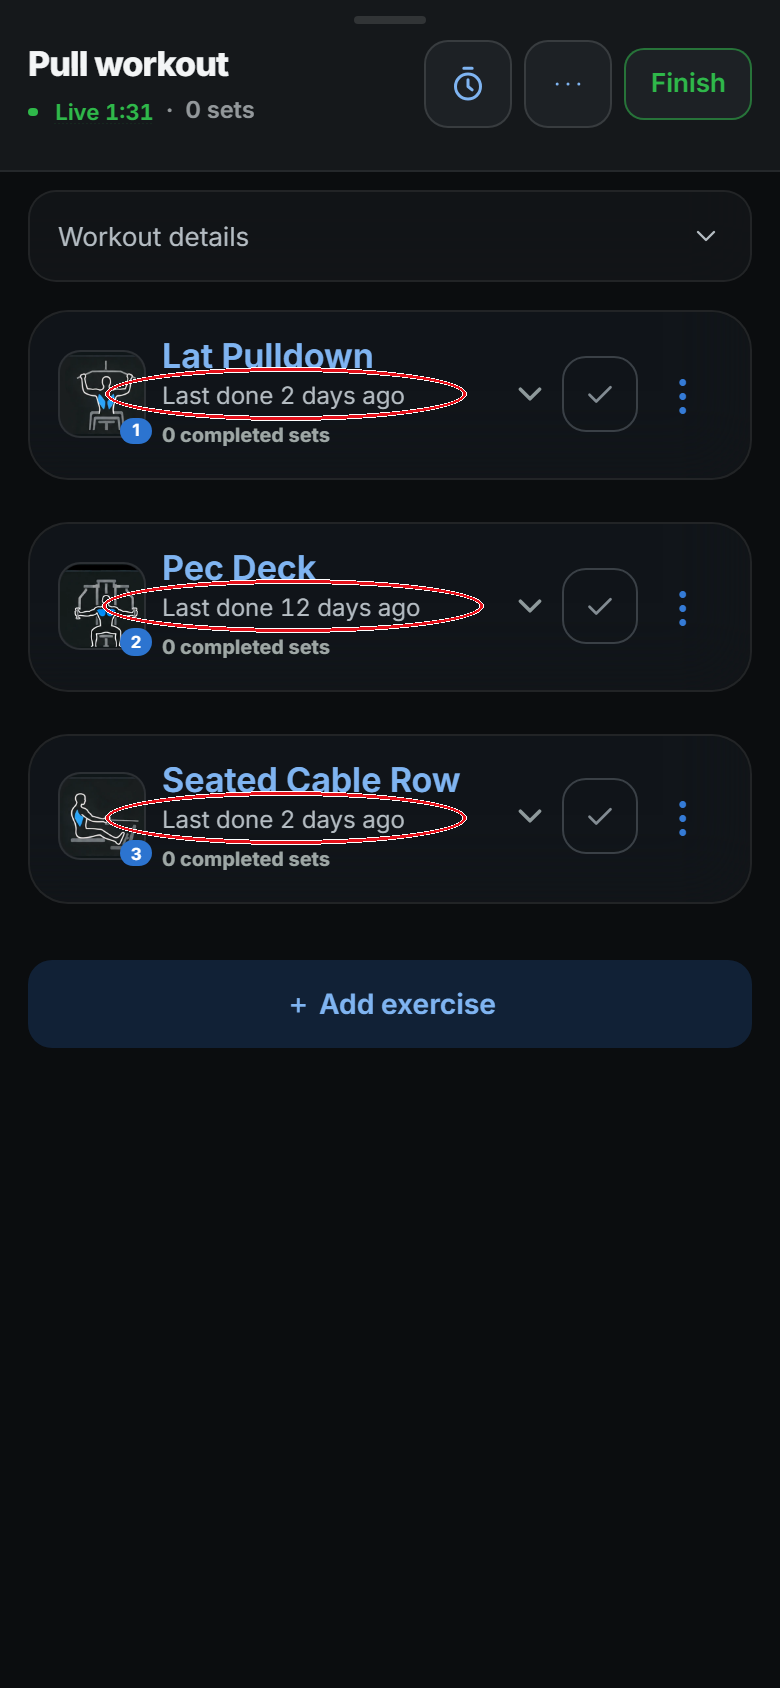 Pull workout
Live 1:31 · 0 sets
...
Finish
Workout details
Lat Pulldown
Last done 2 days ago
1
0 completed sets
Pec Deck
Last done 12 days ago
2
0 completed sets
Seated Cable Row
Last done 2 days ago
3
0 completed sets
+ Add exercise